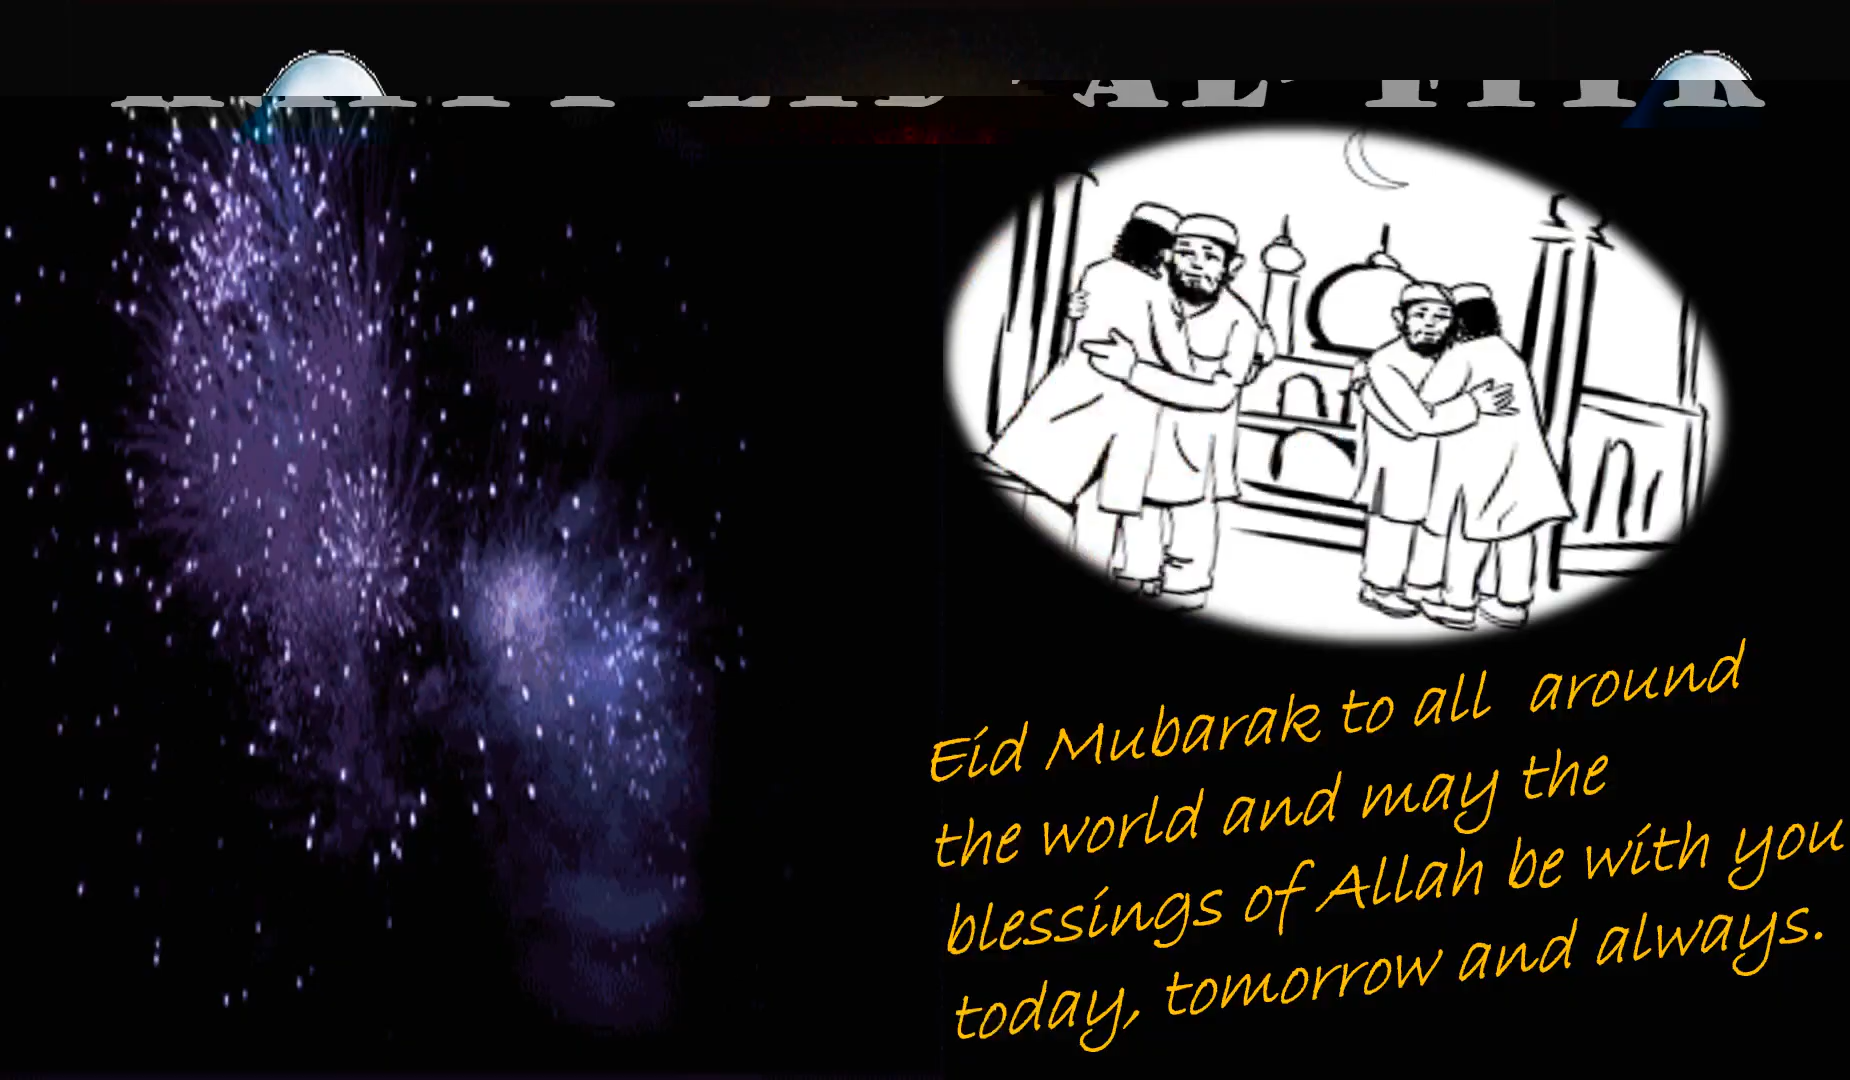 Eid Mubarak to all around
the world and may the
blessings of Allah be with you
today, tomorrow and always.